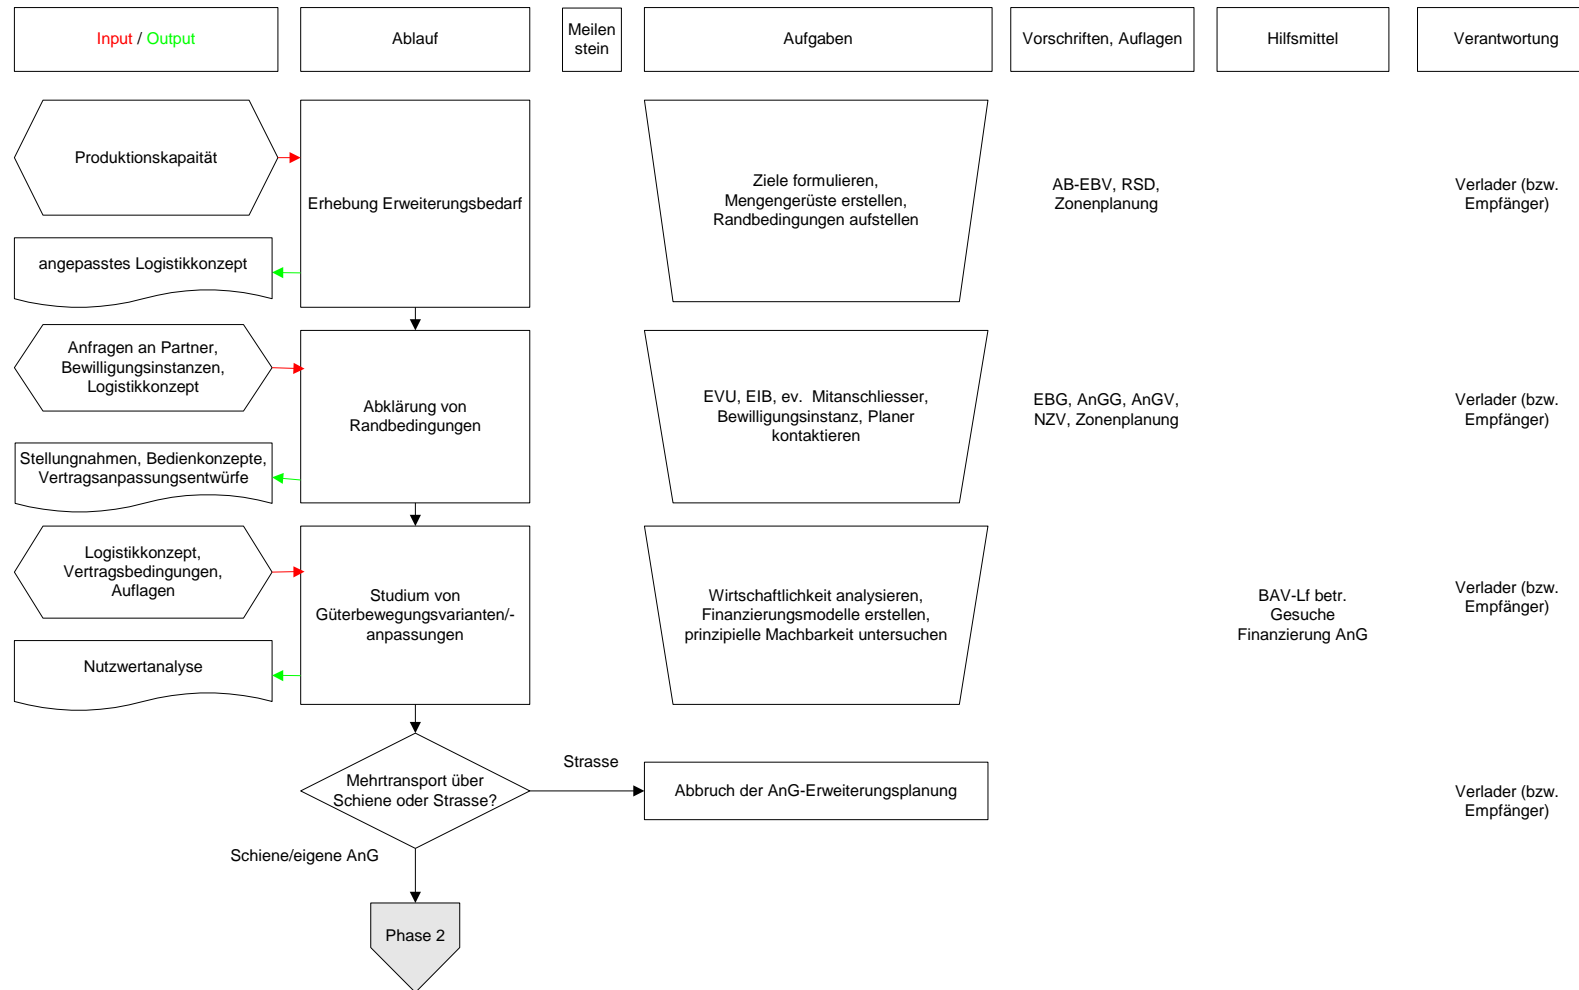 Input / Output
Ablauf
Meilen
stein
Aufgaben
Vorschriften, Auflagen
Hilfsmittel
Verantwortung
Produktionskapaität
Erhebung Erweiterungsbedarf
Ziele formulieren,
Mengengerüste erstellen,
Randbedingungen aufstellen
AB-EBV, RSD,
Zonenplanung
Verlader (bzw.
Empfänger)
angepasstes Logistikkonzept
Anfragen an Partner,
Bewilligungsinstanzen,
Logistikkonzept
Abklärung von
Randbedingungen
EVU, EIB, ev.  Mitanschliesser,
Bewilligungsinstanz, Planer
kontaktieren
EBG, AnGG, AnGV,
NZV, Zonenplanung
Verlader (bzw.
Empfänger)
Stellungnahmen, Bedienkonzepte,
Vertragsanpassungsentwürfe
Logistikkonzept,
Vertragsbedingungen,
Auflagen
Studium von
Güterbewegungsvarianten/-
anpassungen
Wirtschaftlichkeit analysieren,
Finanzierungsmodelle erstellen,
prinzipielle Machbarkeit untersuchen
BAV-Lf betr.
Gesuche
Finanzierung AnG
Verlader (bzw.
Empfänger)
Nutzwertanalyse
Mehrtransport über
Schiene oder Strasse?
Strasse
Abbruch der AnG-Erweiterungsplanung
Verlader (bzw.
Empfänger)
Schiene/eigene AnG
Phase 2